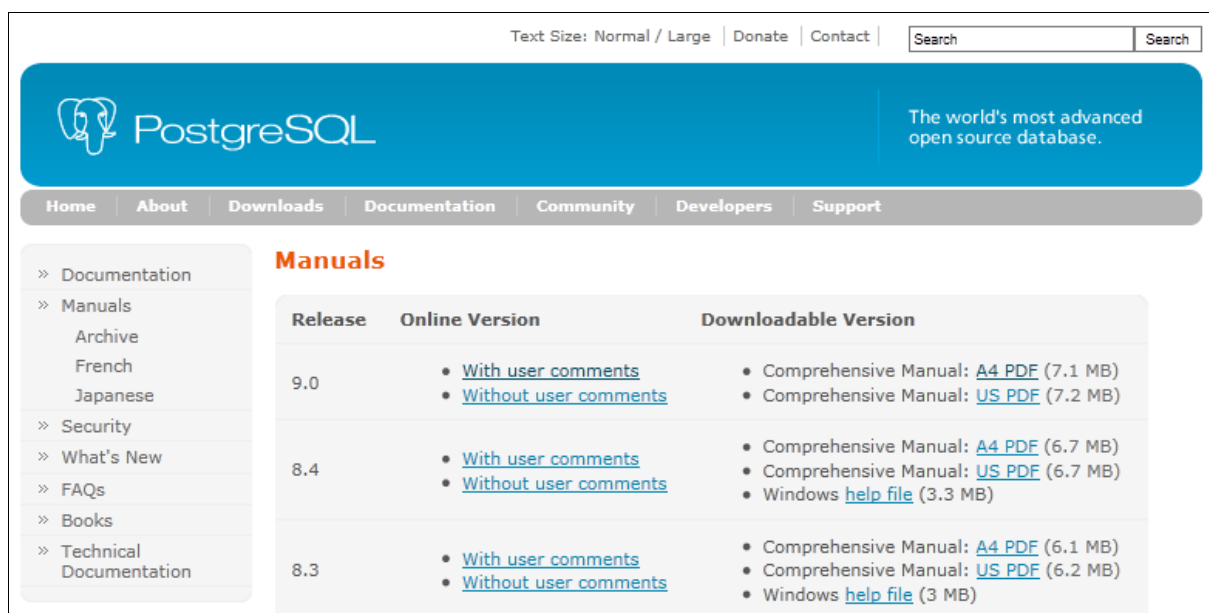 Text Size: Normal / Large Donate Contact Search Search
PostgreSQL
The world's most advanced
open source database.
Home About Downloads Documentation Community Developers Support
» Documentation
» Manuals
Archive
French
Japanese
» Security
» What's New
» FAQs
» Books
» Technical
Documentation
Manuals
Release Online Version Downloadable Version
9.0
• With user comments
• Without user comments
• Comprehensive Manual: A4 PDF (7.1 MB)
• Comprehensive Manual: US PDF (7.2 MB)
8.4
• With user comments
• Without user comments
• Comprehensive Manual: A4 PDF (6.7 MB)
• Comprehensive Manual: US PDF (6.7 MB)
• Windows help file (3.3 MB)
8.3
• With user comments
• Without user comments
• Comprehensive Manual: A4 PDF (6.1 MB)
• Comprehensive Manual: US PDF (6.2 MB)
• Windows help file (3 MB)